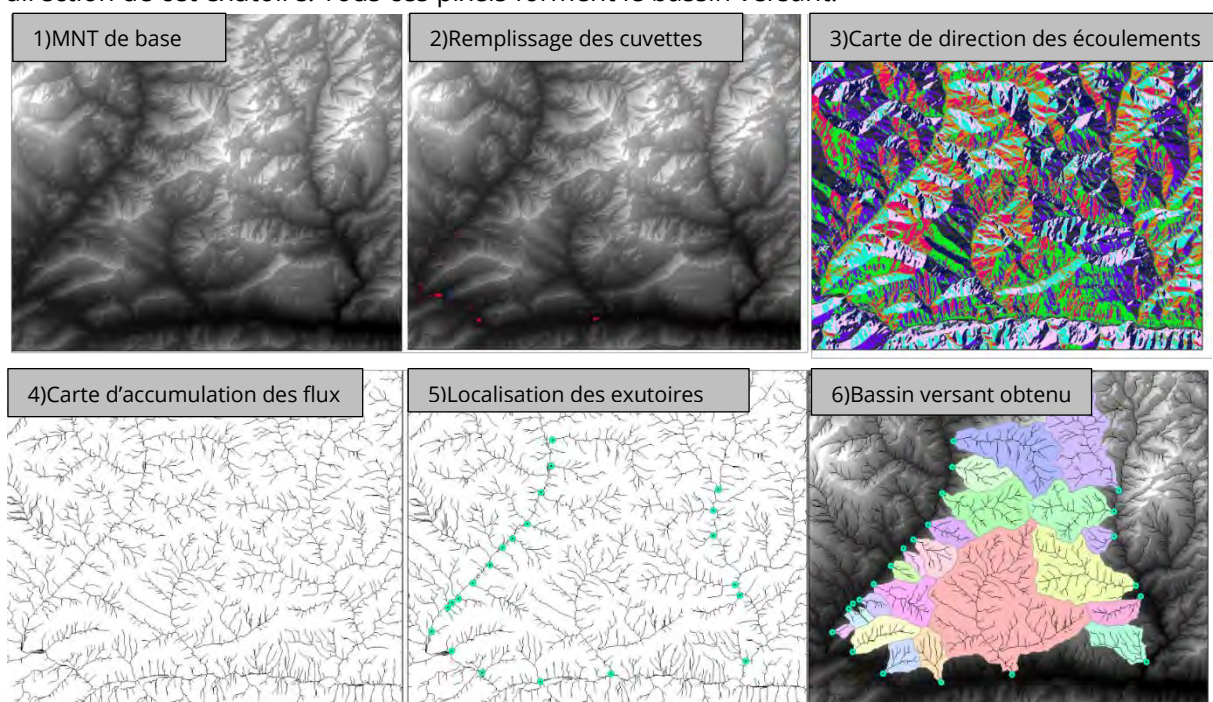 direction de cet exutoire. Tous ces pixels forment le bassin versant.
1)MNT de base
2)Remplissage des cuvettes
3)Carte de direction des écoulements
4)Carte d'accumulation des flux
5)Localisation des exutoires
6)Bassin versant obtenu